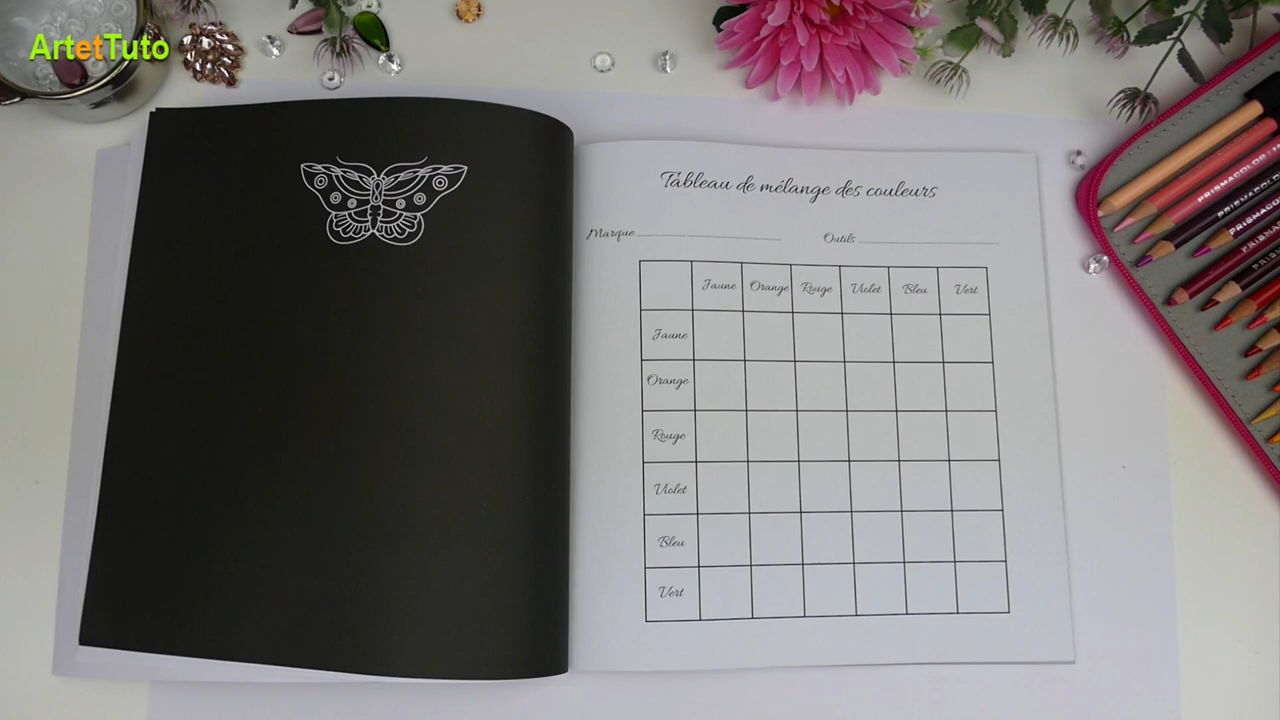 ArtetTuto
Tableau de mélange des couleurs
Marque
Outils
Jaune Orange Rouge Violet Bleu Vert
Jaune
Orange
Rouge
Violet
Bleu
Vert
PRISMACOLOR
PRISMACOLOR
PRISMACOLOR